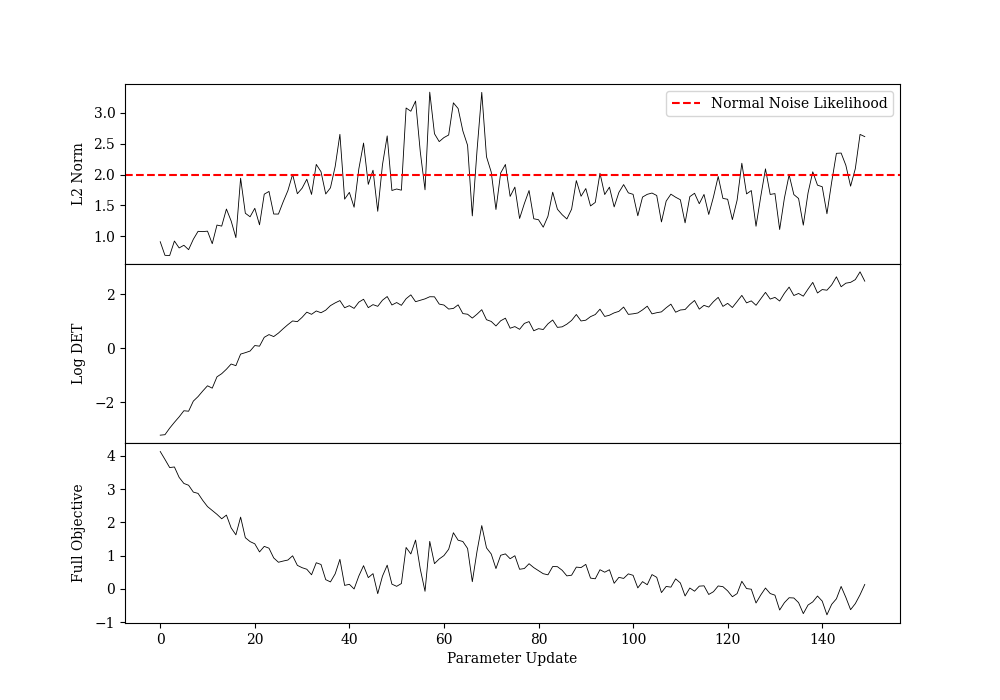 Normal Noise Likelihood
L2 Norm
3.0
2.5
2.0
1.5
1.0
Log DET
2
0
−2
Full Objective
4
3
2
1
0
−1
0 20 40 60 80 100 120 140
Parameter Update